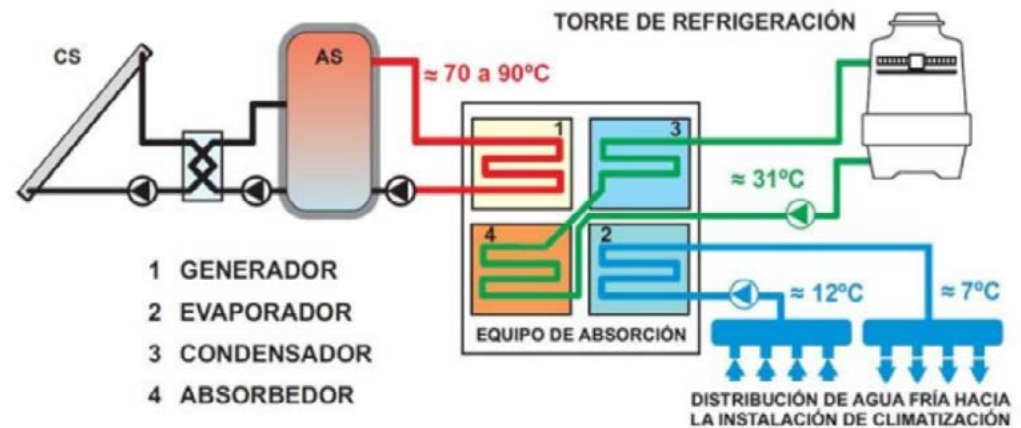 TORRE DE REFRIGERACIÓN
CS
AS
≈ 70 a 90ºC
1
3
≈ 31ºC
4
2
≈ 12ºC
≈ 7ºC
EQUIPO DE ABSORCIÓN
1 GENERADOR
2 EVAPORADOR
3 CONDENSADOR
4 ABSORBEDOR
DISTRIBUCIÓN DE AGUA FRÍA HACIA
LA INSTALACIÓN DE CLIMATIZACIÓN